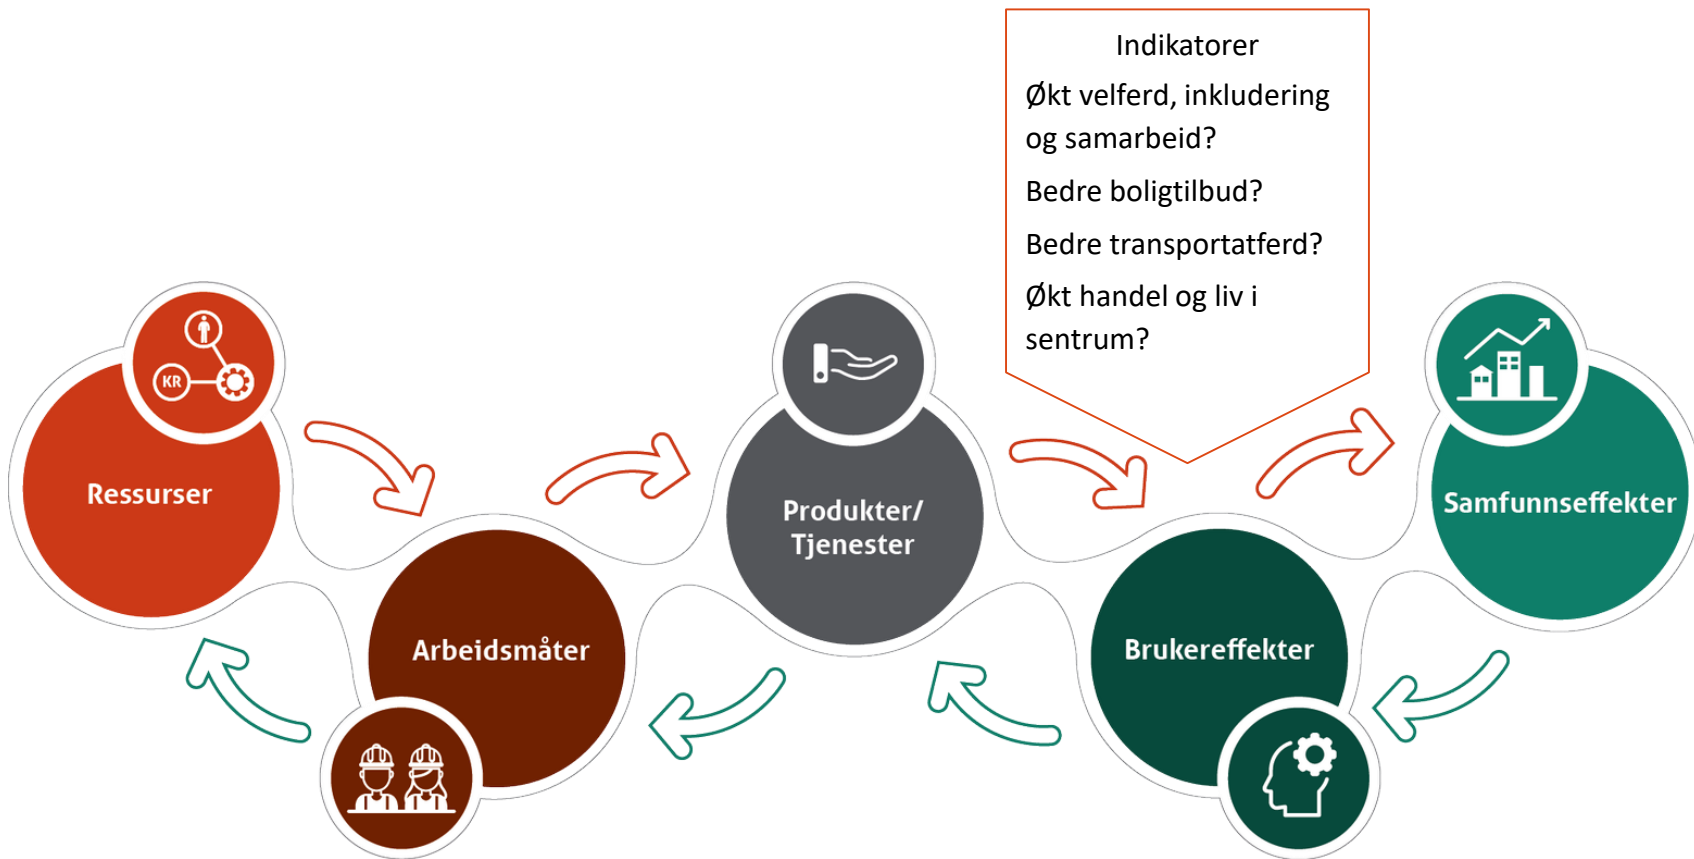 Indikatorer
Økt velferd, inkludering
og samarbeid?
Bedre boligtilbud?
Bedre transportatferd?
Økt handel og liv i
sentrum?
KR
Ressurser
Arbeidsmåter
Produkter/
Tjenester
Brukereffekter
Samfunnseffekter